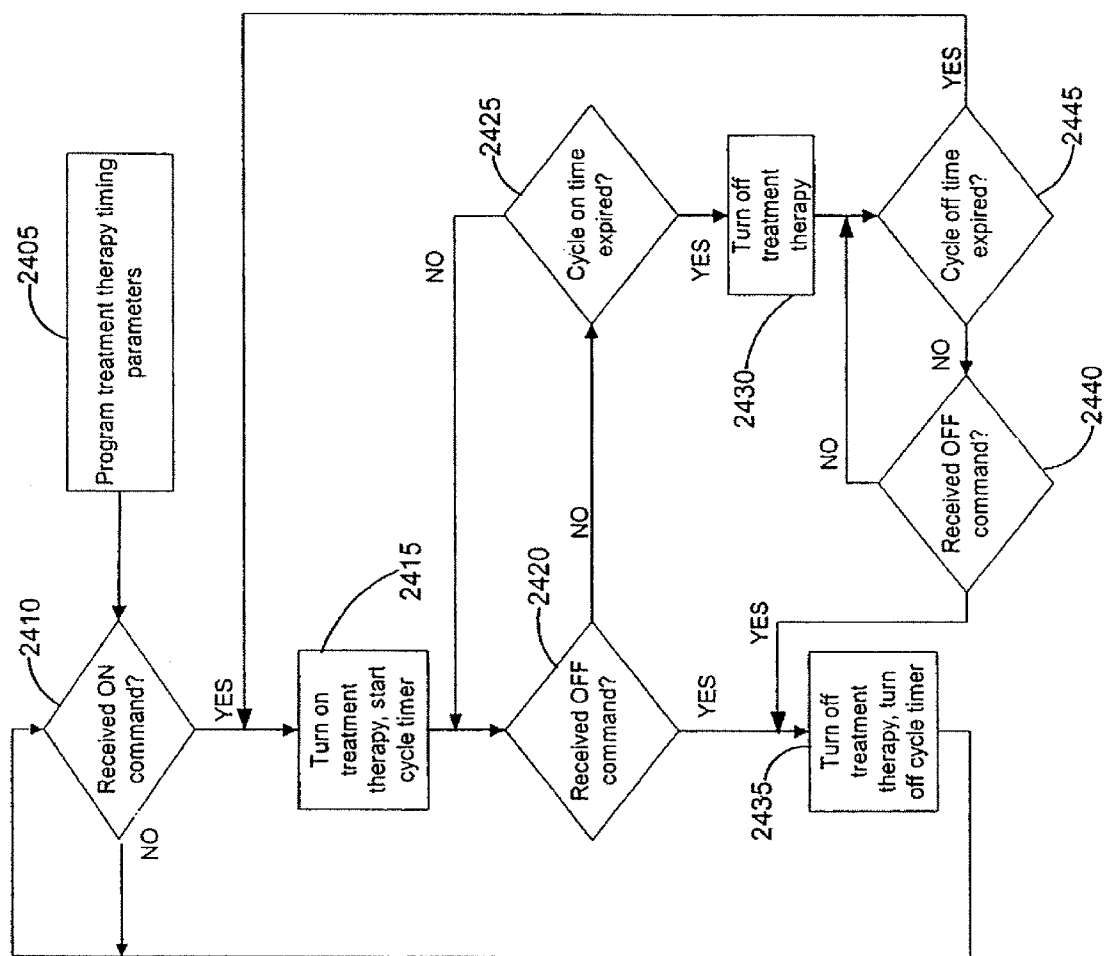 2405
Program treatment therapy timing
parameters
2410
Received ON
command?
NO
YES
2415
Turn on
treatment
therapy, start
cycle timer
2420
Received OFF
command?
NO
YES
2425
Cycle on time
expired?
NO
YES
2430
Turn off
treatment
therapy
2445
Cycle off time
expired?
YES
NO
2440
Received OFF
command?
NO
YES
2435
Turn off
treatment
therapy, turn
off cycle timer